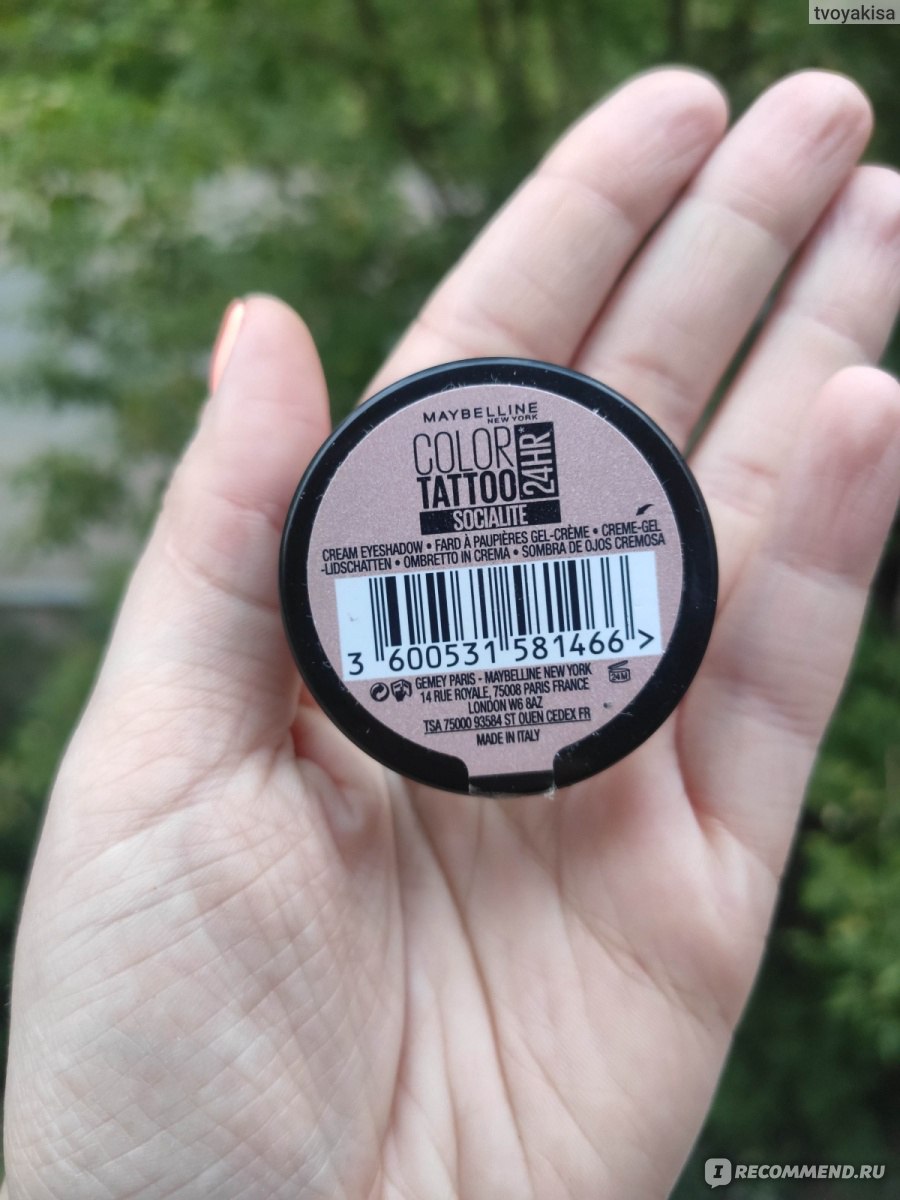 tvoyakisa
MAYBELLINE
NEW YORK
COLOR
TATTOO
24HR*
SOCIALITE
CREAM EYESHADOW • FARD À PAUPIÈRES GEL-CRÈME • CREME-GEL
-LIDSCHATTEN • OMBRETTO IN CREMA • SOMBRA DE OJOS CREMOSA
3 600531 581466 >
GEMEY PARIS - MAYBELLINE NEW YORK
14 RUE ROYALE, 75008 PARIS FRANCE
LONDON W6 8AZ
TSA 75000 93584 ST OUEN CEDEX FR
MADE IN ITALY
24M
IRECOMMEND.RU